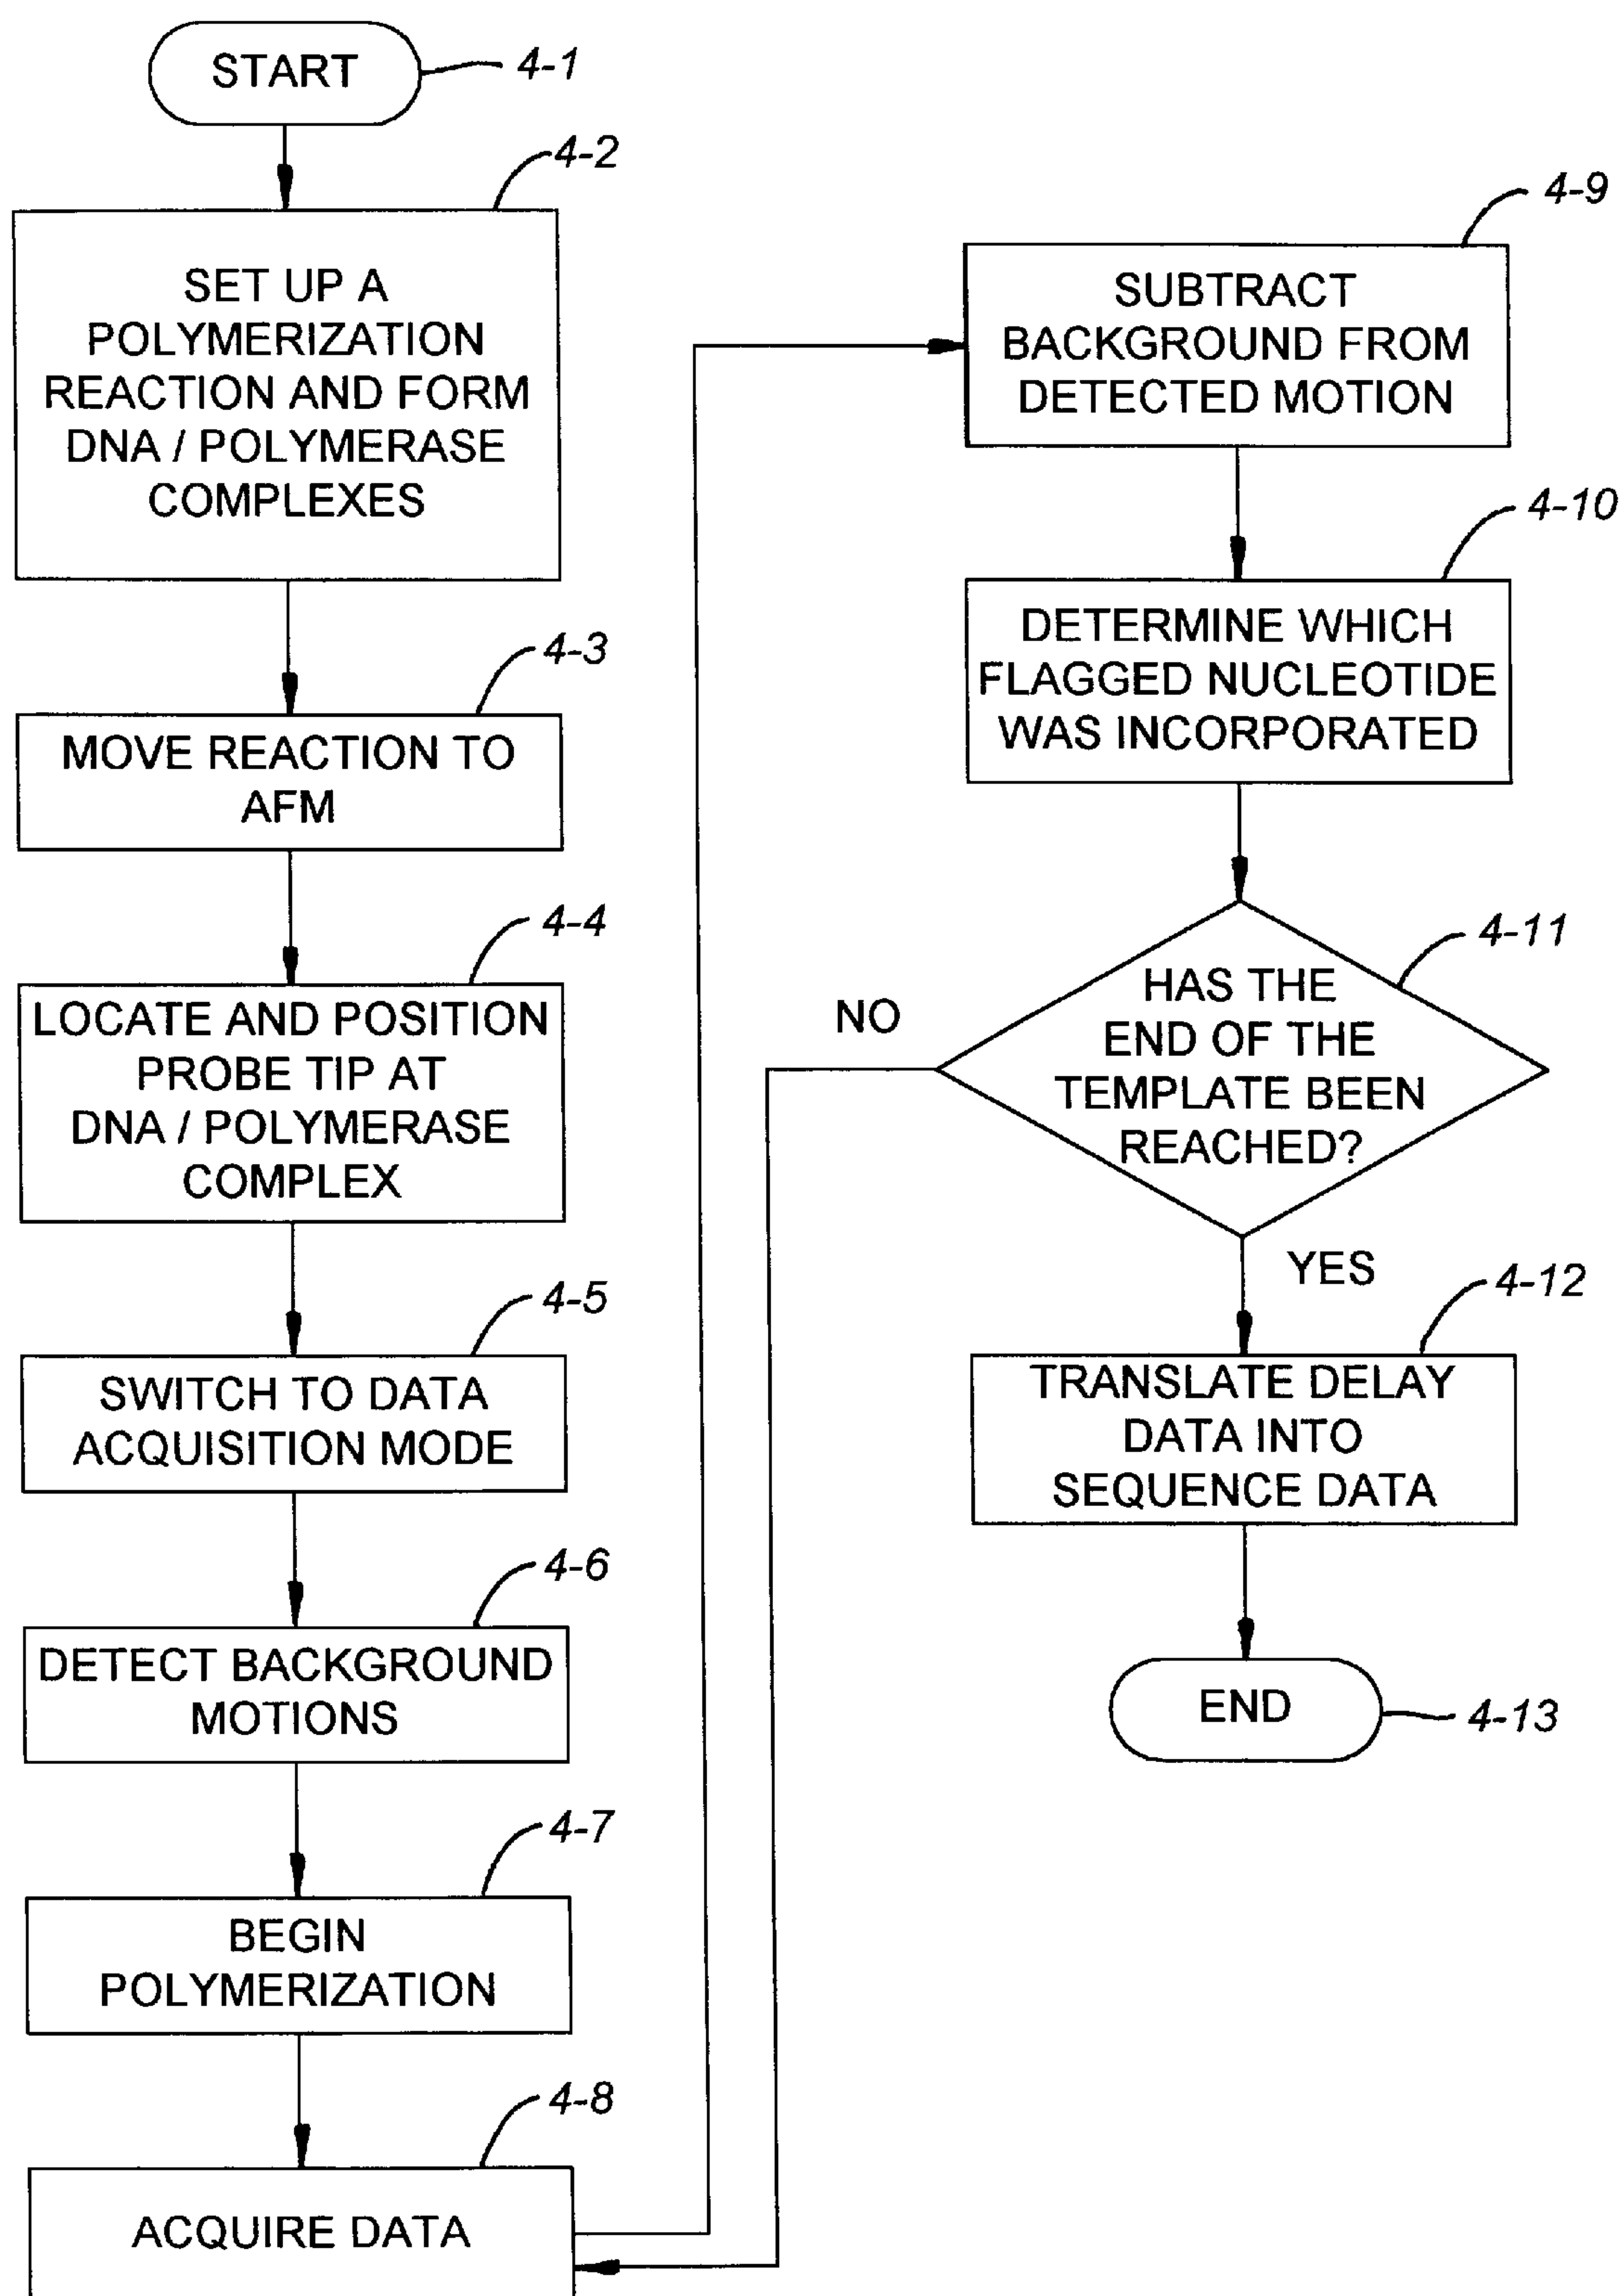 START
4-1
4-2
SET UP A
POLYMERIZATION
REACTION AND FORM
DNA / POLYMERASE
COMPLEXES
4-3
MOVE REACTION TO
AFM
4-4
LOCATE AND POSITION
PROBE TIP AT
DNA / POLYMERASE
COMPLEX
4-5
SWITCH TO DATA
ACQUISITION MODE
4-6
DETECT BACKGROUND
MOTIONS
4-7
BEGIN
POLYMERIZATION
4-8
ACQUIRE DATA
4-9
SUBTRACT
BACKGROUND FROM
DETECTED MOTION
4-10
DETERMINE WHICH
FLAGGED NUCLEOTIDE
WAS INCORPORATED
4-11
HAS THE
END OF THE
TEMPLATE BEEN
REACHED?
NO
YES
4-12
TRANSLATE DELAY
DATA INTO
SEQUENCE DATA
END
4-13